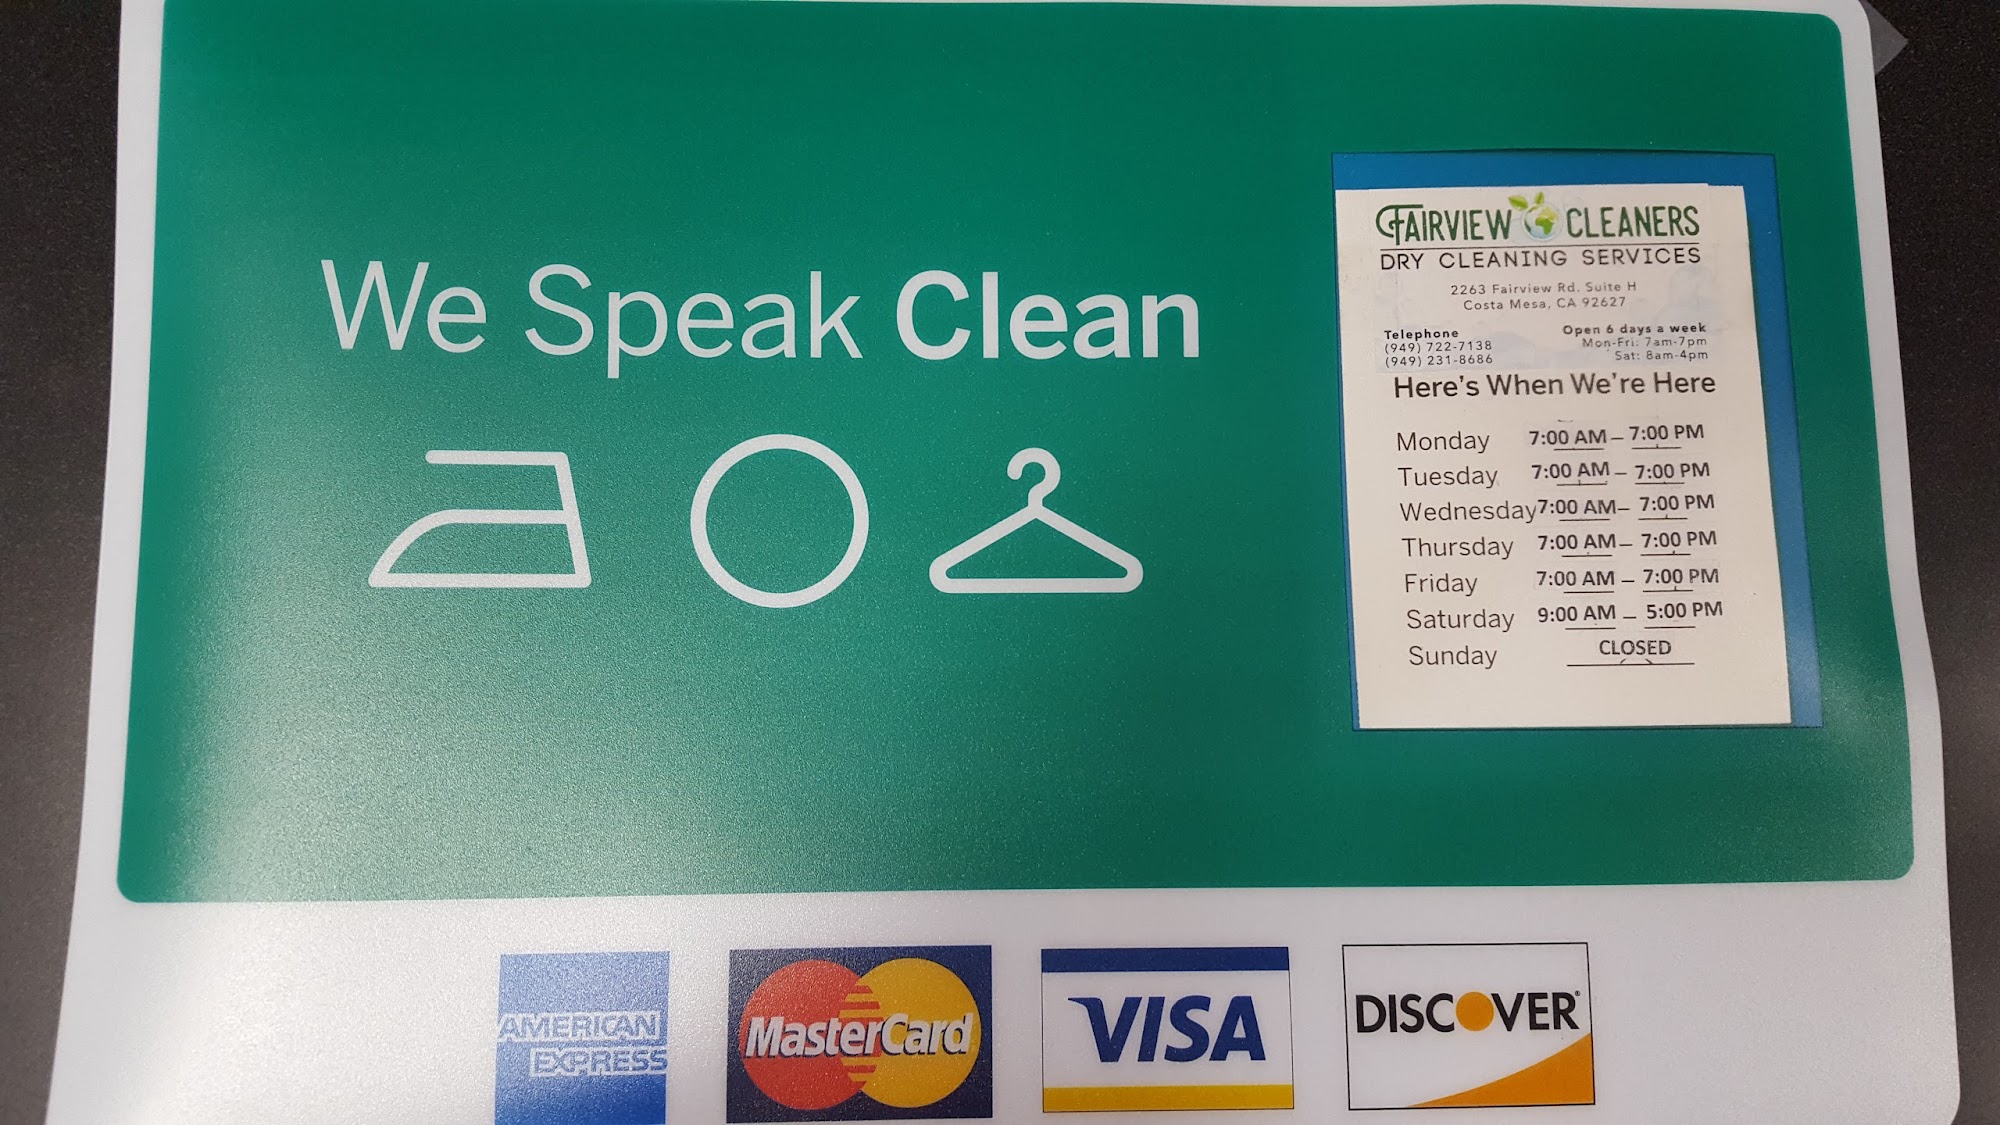 We Speak Clean
FAIRVIEW CLEANERS
DRY CLEANING SERVICES
2263 Fairview Rd. Suite H
Costa Mesa, CA 92627
Telephone
(949) 722-7138
(949) 231-8686
Open 6 days a week
Mon-Fri: 7am-7pm
Sat: 8am-4pm
Here's When We're Here
Monday 7:00 AM – 7:00 PM
Tuesday 7:00 AM – 7:00 PM
Wednesday 7:00 AM – 7:00 PM
Thursday 7:00 AM – 7:00 PM
Friday 7:00 AM – 7:00 PM
Saturday 9:00 AM – 5:00 PM
Sunday CLOSED
AMERICAN
EXPRESS
MasterCard
VISA
DISCOVER®